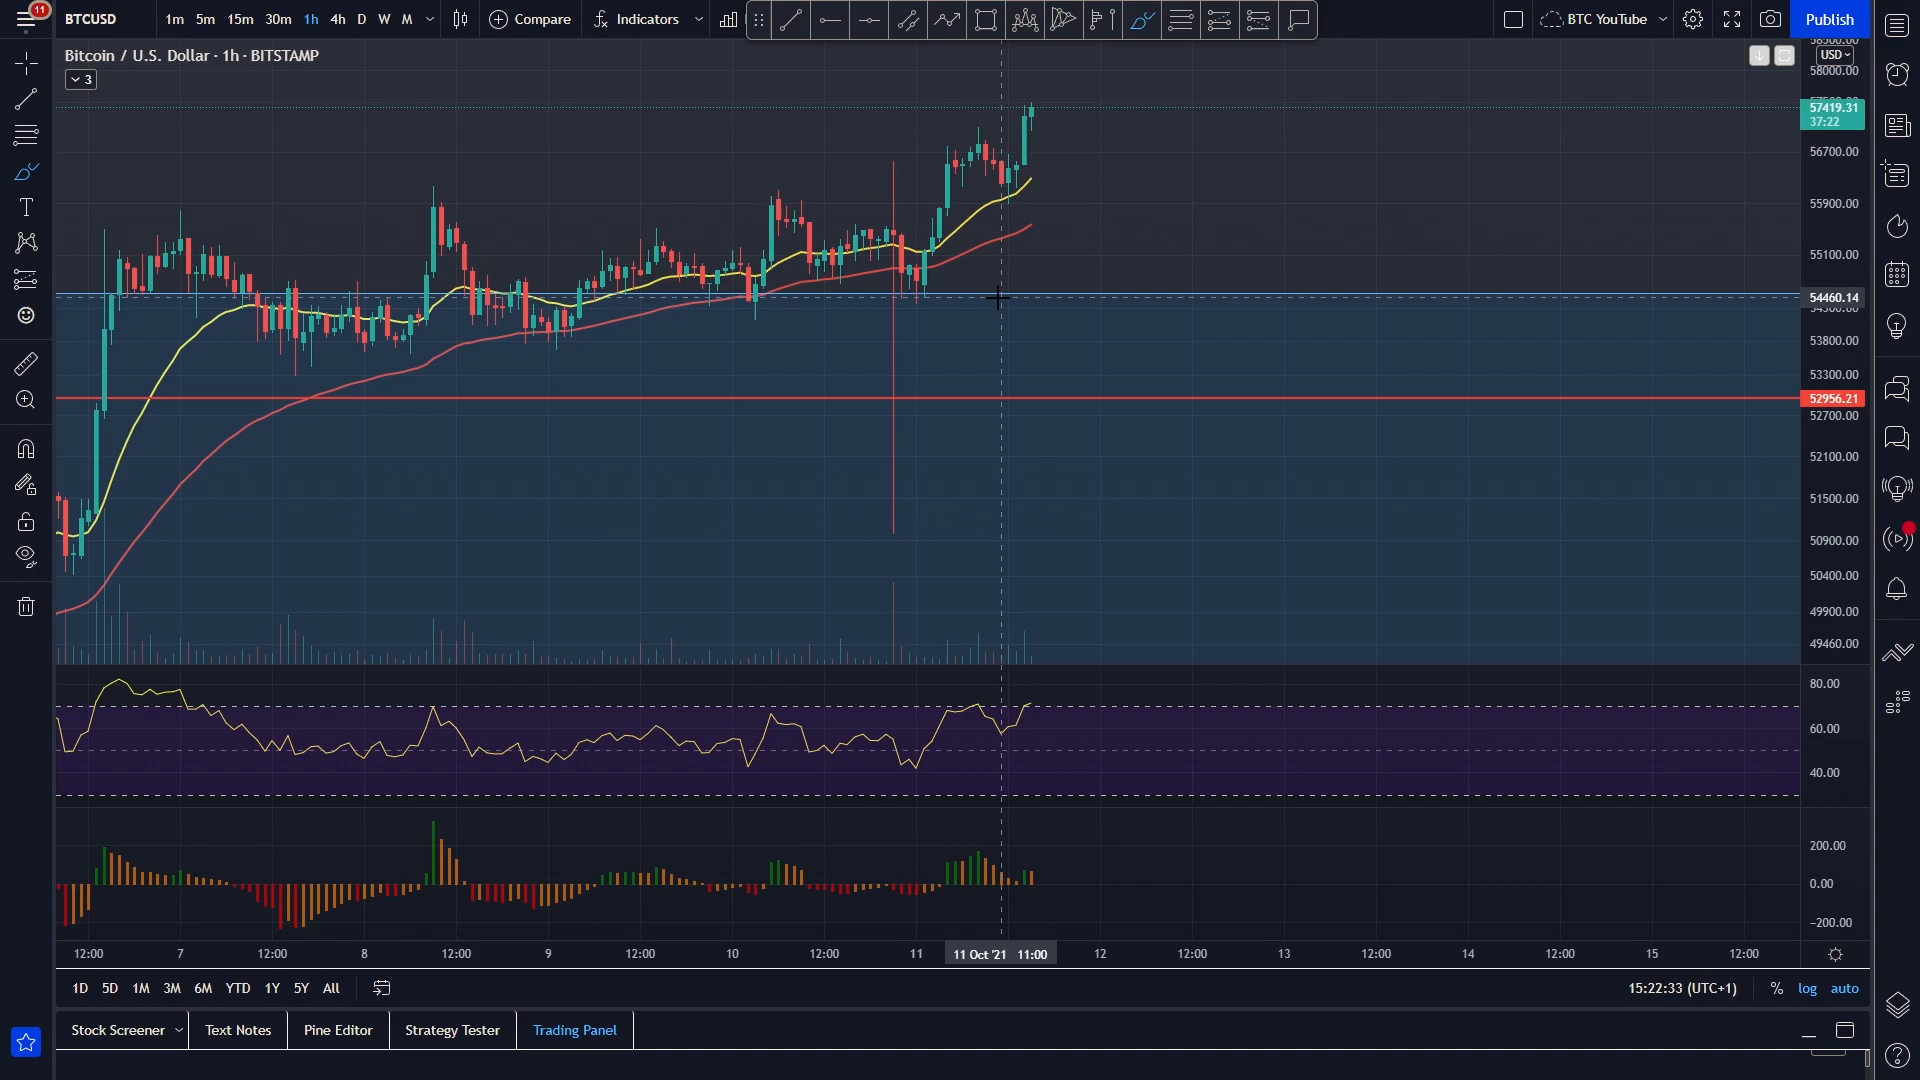 11
BTCUSD
1m 5m 15m 30m 1h 4h D W M
Compare
Indicators
BTC YouTube
Publish
Bitcoin / U.S. Dollar · 1h · BITSTAMP
3
USD
58000.00
57419.31
37:22
56700.00
55900.00
55100.00
54460.14
53800.00
53300.00
52956.21
52700.00
52100.00
51500.00
50900.00
50400.00
49900.00
49460.00
80.00
60.00
40.00
200.00
0.00
−200.00
12:00 7 12:00 8 12:00 9 12:00 10 12:00 11 11 Oct '21 11:00 12 12:00 13 12:00 14 12:00 15 12:00
1D 5D 1M 3M 6M YTD 1Y 5Y All
15:22:33 (UTC+1) % log auto
Stock Screener Text Notes Pine Editor Strategy Tester Trading Panel